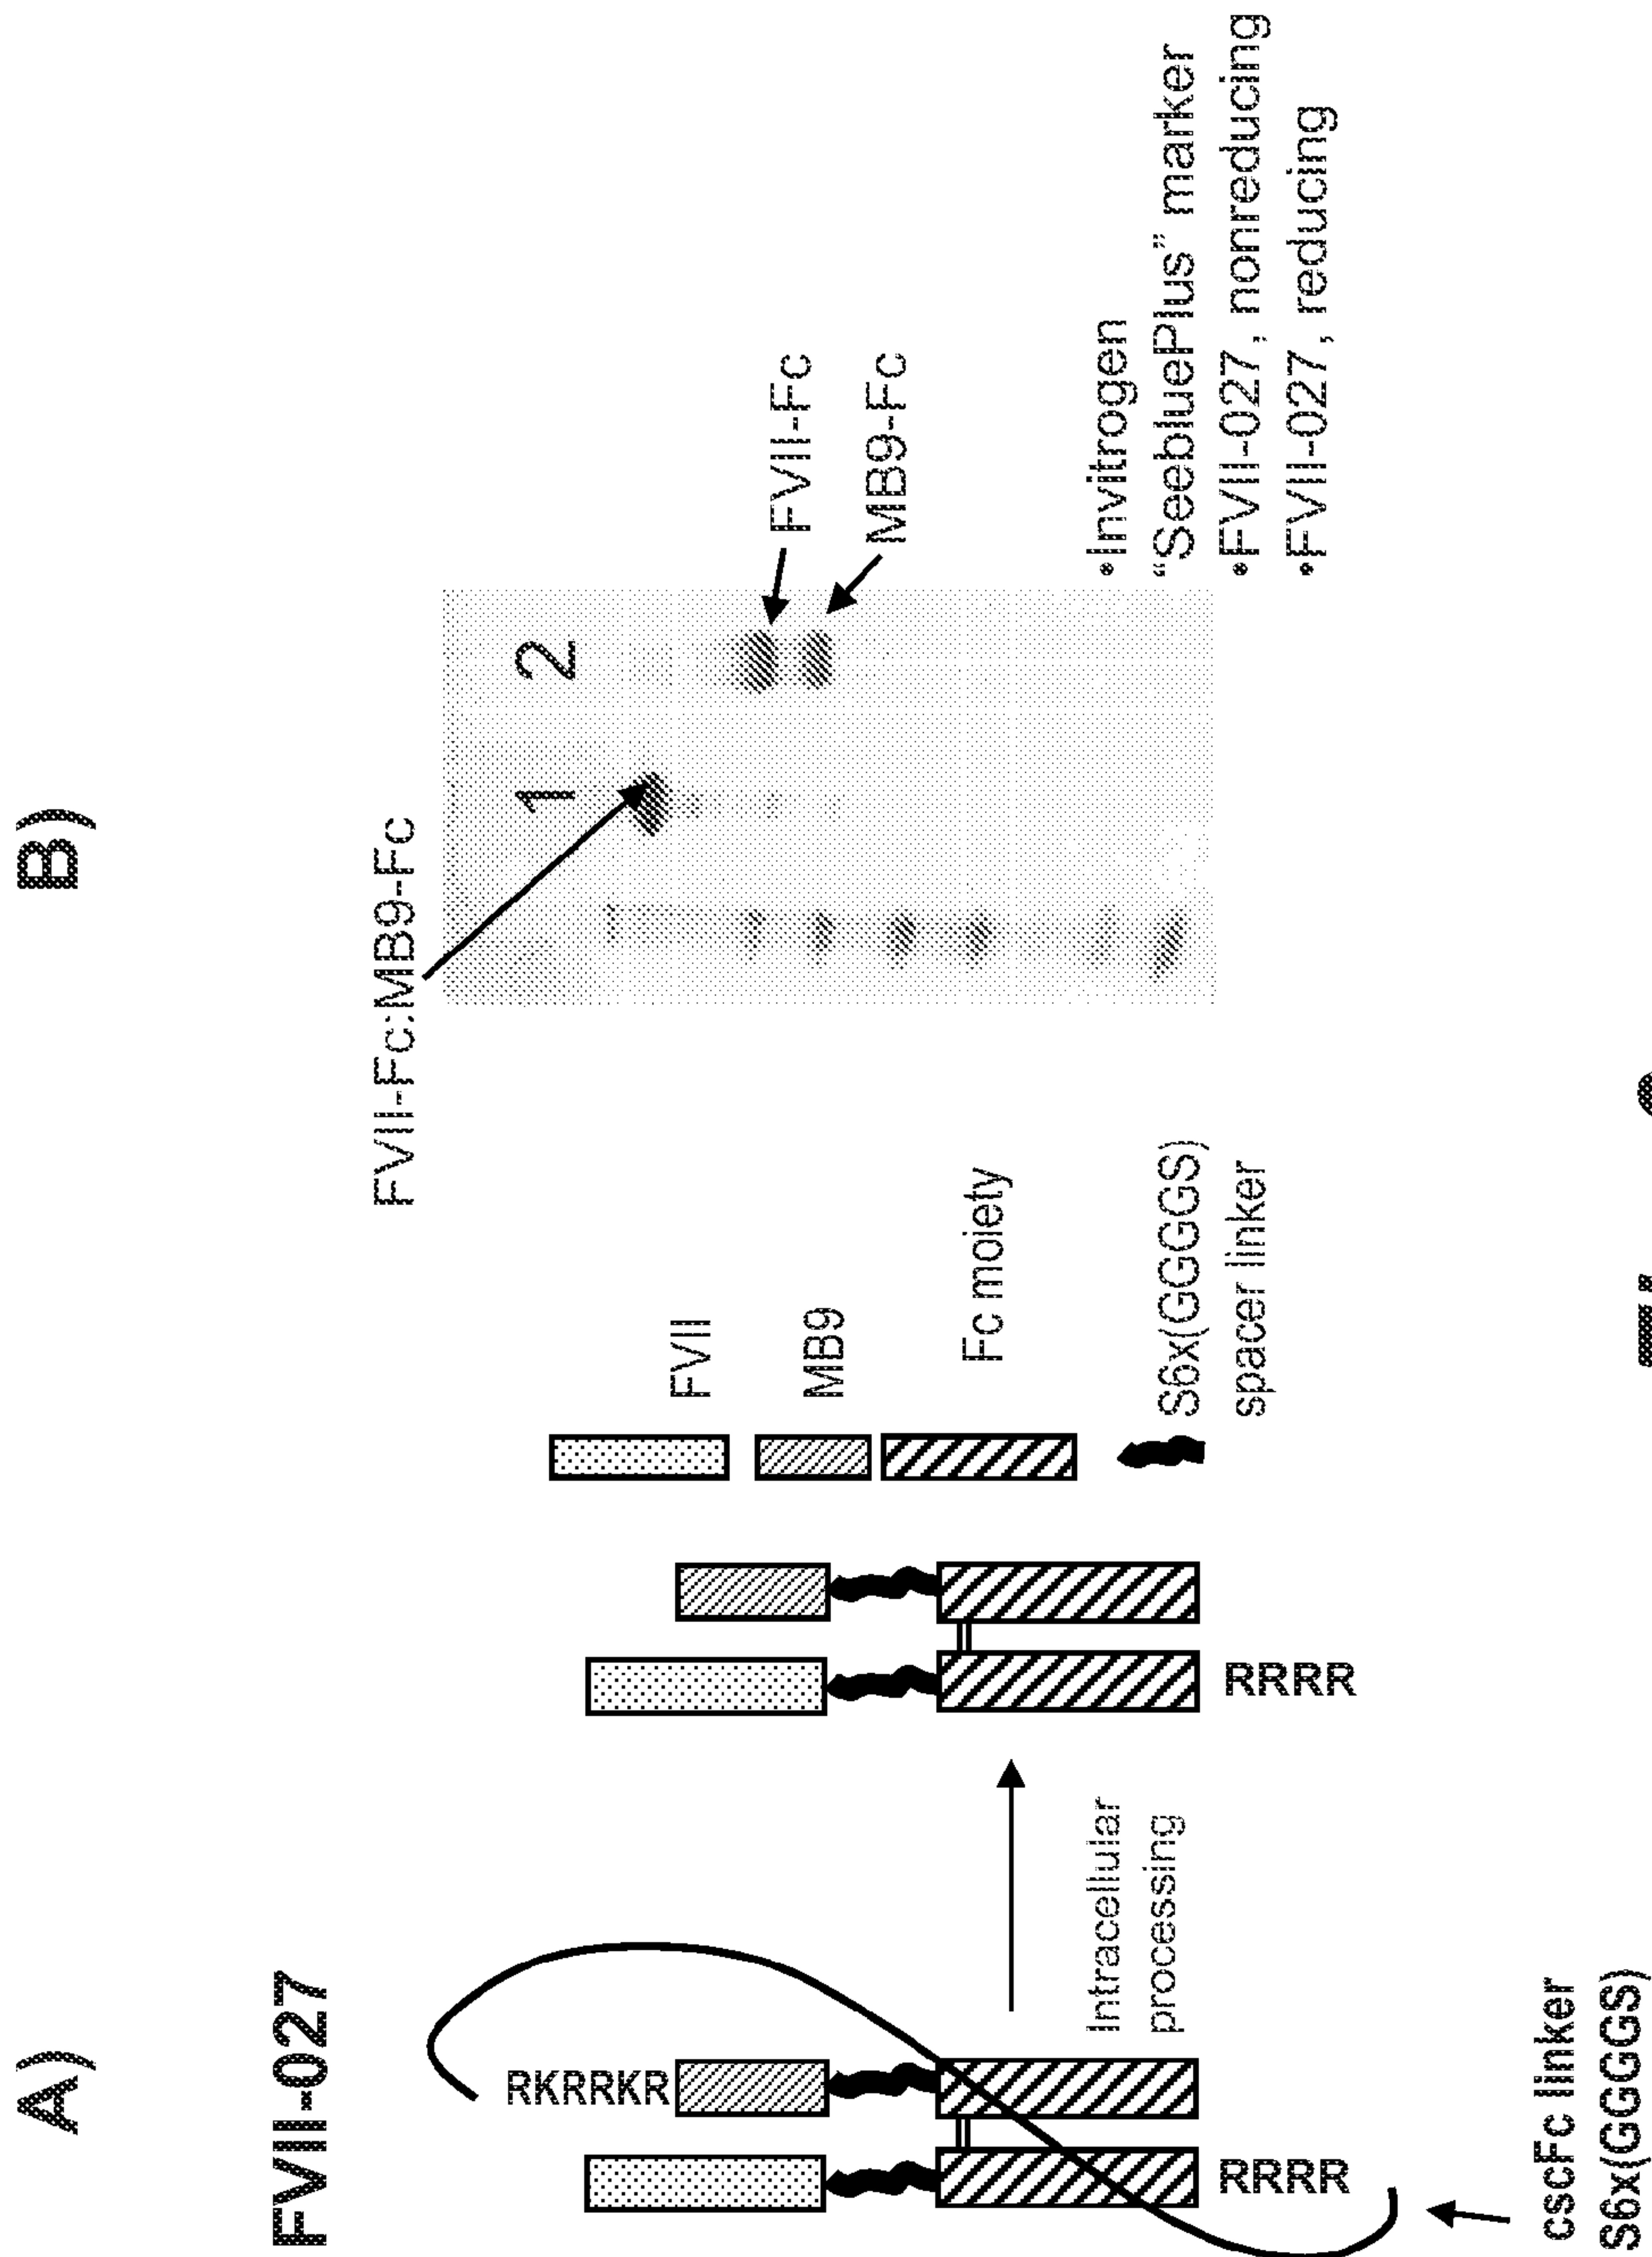 A)
FVII-027
RKRRKR
RRRR
cscFc linker
S6x(GGGGS)
Intracellular
processing
RRRR
FVII
MB9
Fc moiety
S6x(GGGGS)
spacer linker
B)
FVII-Fc:MB9-Fc
1 2
FVII-Fc
MB9-Fc
•Invitrogen
“SeebluePlus” marker
•FVII-027, nonreducing
•FVII-027, reducing